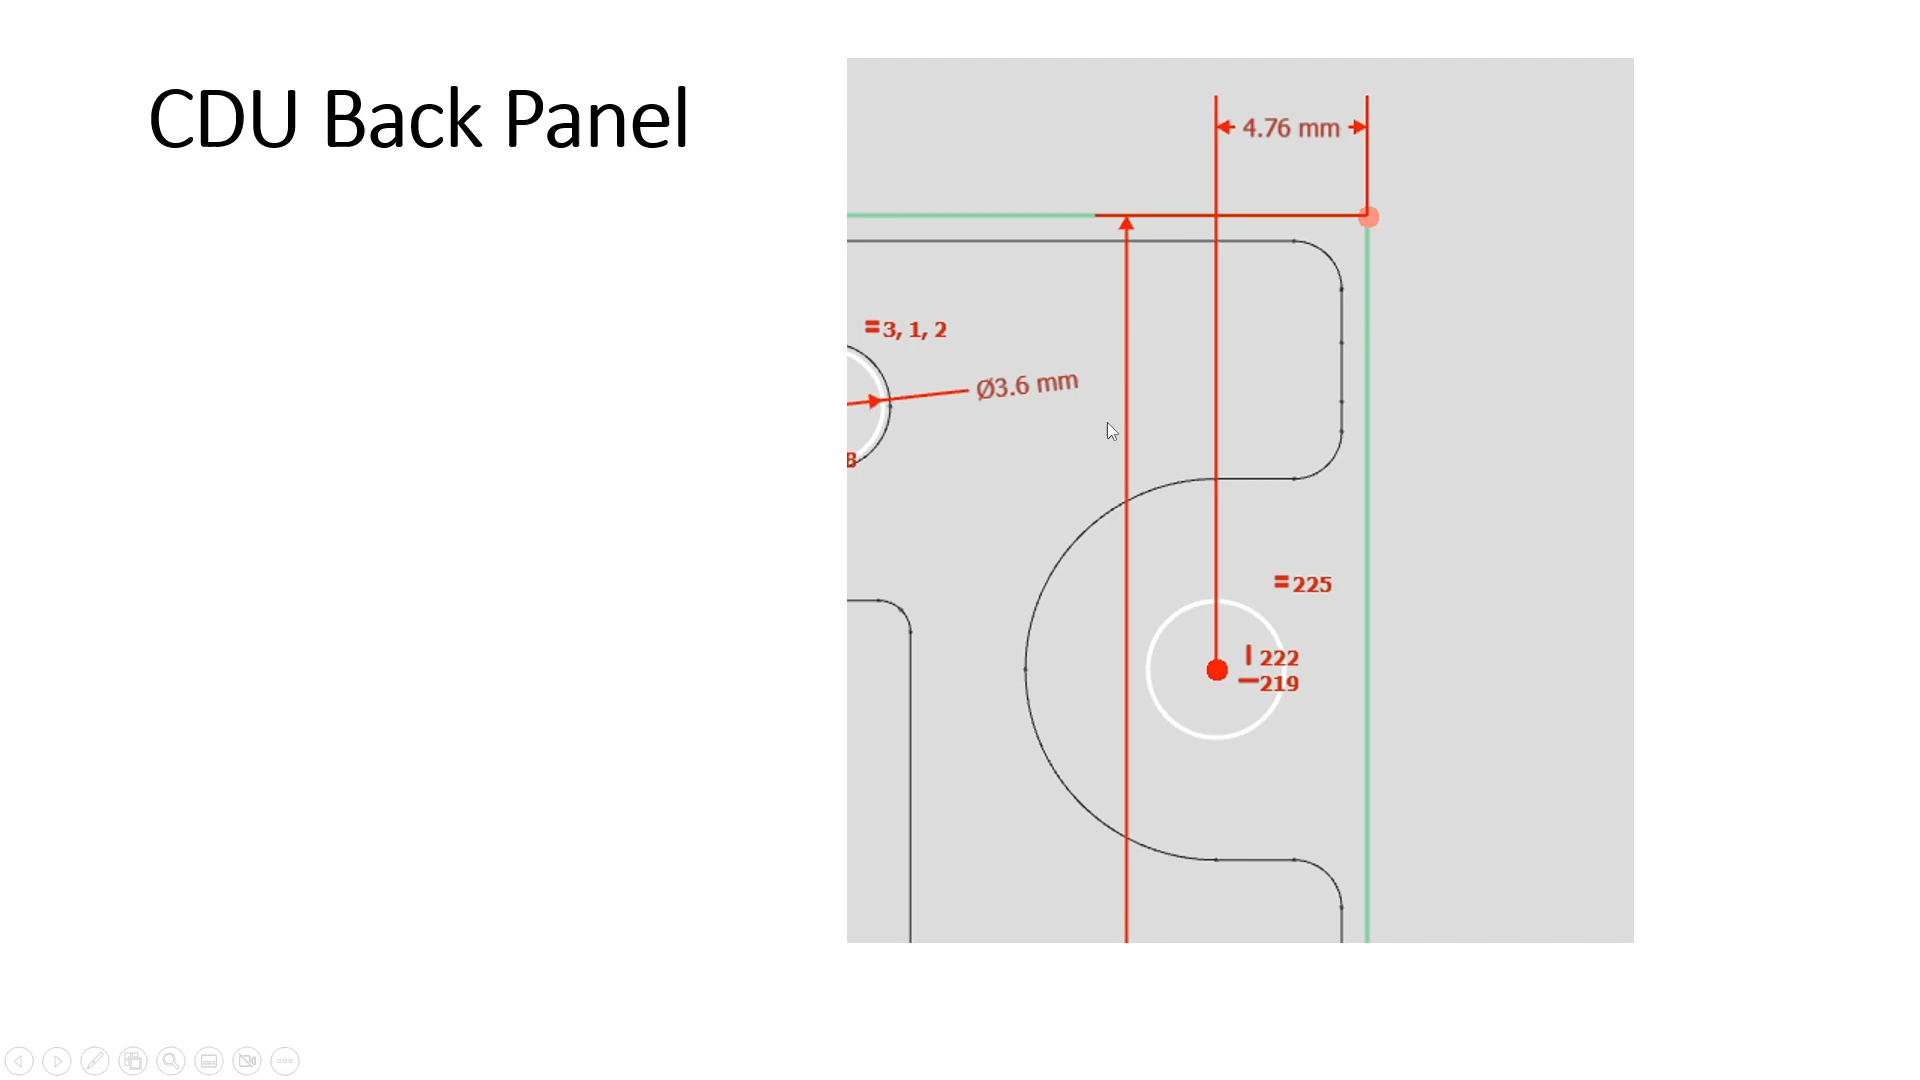 CDU Back Panel
4.76 mm
=3, 1, 2
Ø3.6 mm
=225
222
219